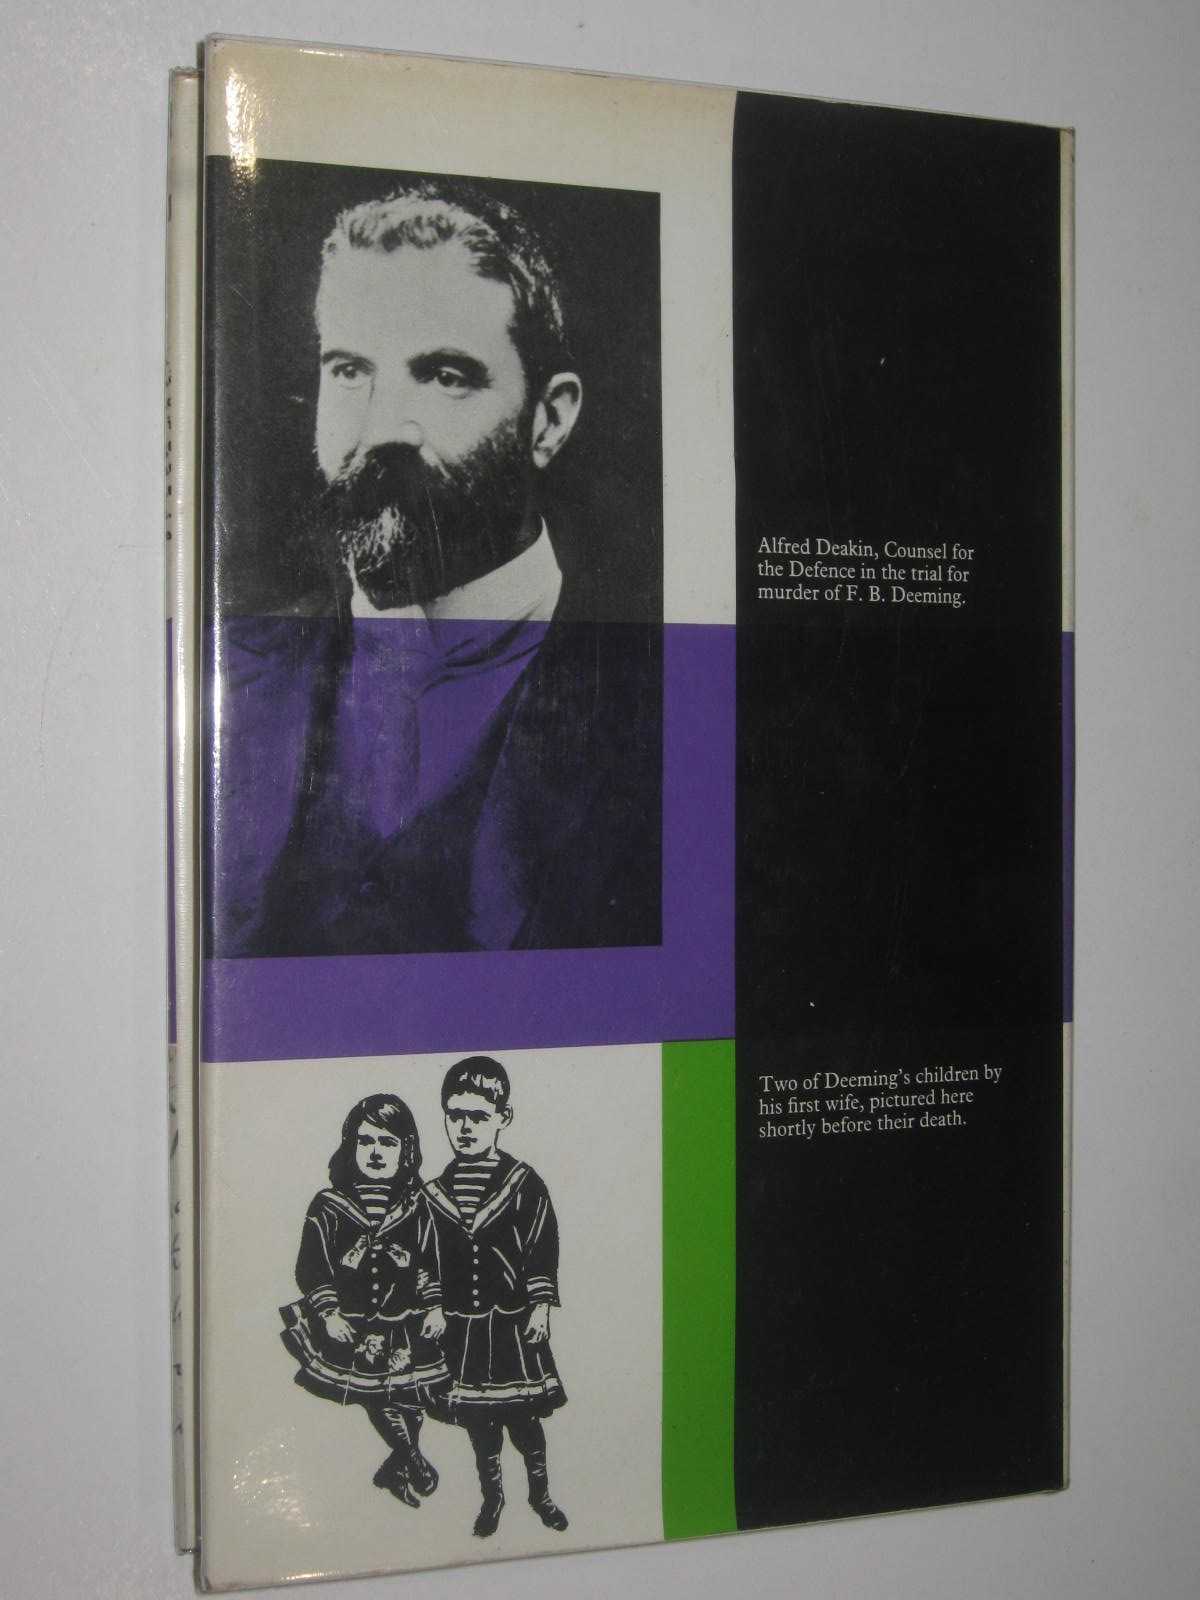 Alfred Deakin, Counsel for
the Defence in the trial for
murder of F. B. Deeming.
Two of Deeming's children by
his first wife, pictured here
shortly before their death.